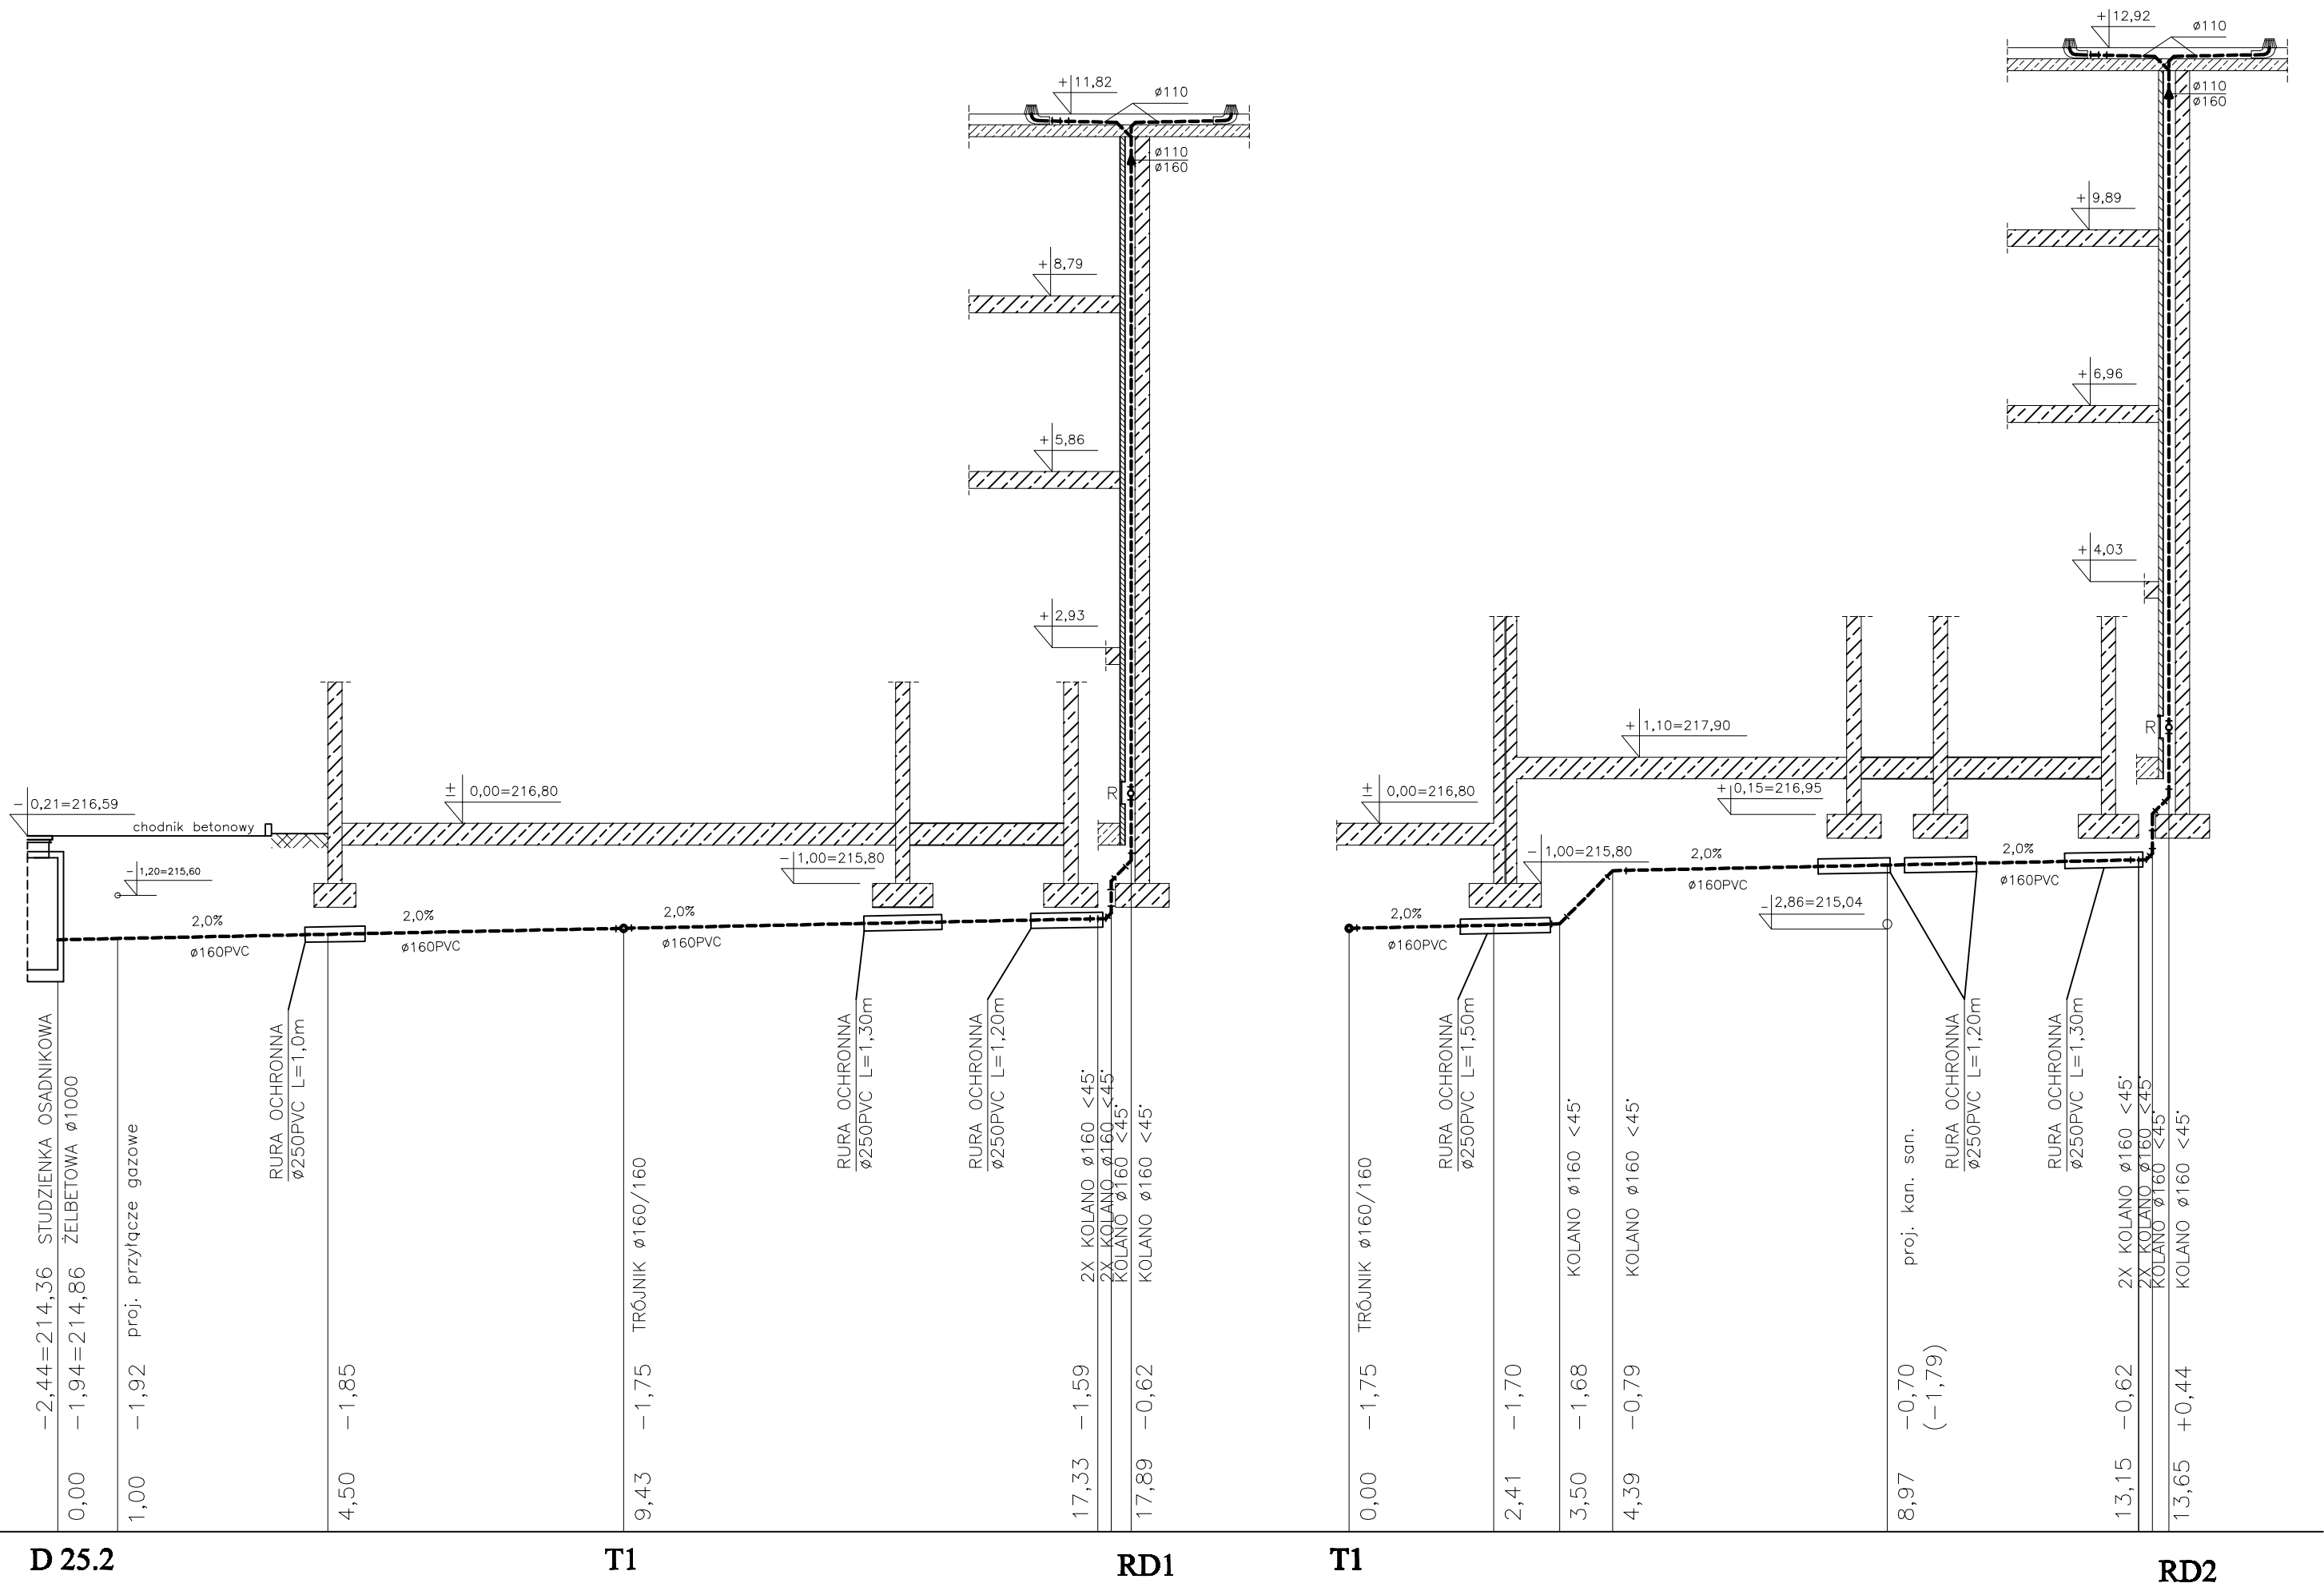 +12,92
ø110
ø110
ø160
+11,82
ø110
ø110
ø160
+9,89
+8,79
+6,96
+5,86
+4,03
+2,93
R
+1,10=217,90
±0,00=216,80
+0,15=216,95
-1,00=215,80
-2,86=215,04
R
-0,21=216,59
chodnik betonowy
±0,00=216,80
-1,20=215,60
-1,00=215,80
2,0%
ø160PVC
2,0%
ø160PVC
2,0%
ø160PVC
2,0%
ø160PVC
2,0%
ø160PVC
2,0%
ø160PVC
RURA OCHRONNA
ø250PVC L=1,0m
RURA OCHRONNA
ø250PVC L=1,30m
RURA OCHRONNA
ø250PVC L=1,20m
RURA OCHRONNA
ø250PVC L=1,50m
RURA OCHRONNA
ø250PVC L=1,20m
RURA OCHRONNA
ø250PVC L=1,30m
-2,44=214,36 STUDZIENKA OSADNIKOWA
0,00 -1,94=214,86 ŻELBETOWA ø1000
1,00 -1,92 proj. przyłącze gazowe
4,50 -1,85
9,43 -1,75 TRÓJNIK ø160/160
17,33 -1,59 2X KOLANO ø160 <45°
2X KOLANO ø160 <45°
KOLANO ø160 <45°
17,89 -0,62 KOLANO ø160 <45°
0,00 -1,75 TRÓJNIK ø160/160
2,41 -1,70
3,50 -1,68 KOLANO ø160 <45°
4,39 -0,79 KOLANO ø160 <45°
8,97 -0,70 proj. kan. san.
(-1,79)
13,15 -0,62 2X KOLANO ø160 <45°
2X KOLANO ø160 <45°
KOLANO ø160 <45°
13,65 +0,44 KOLANO ø160 <45°
D 25.2
T1
RD1
T1
RD2